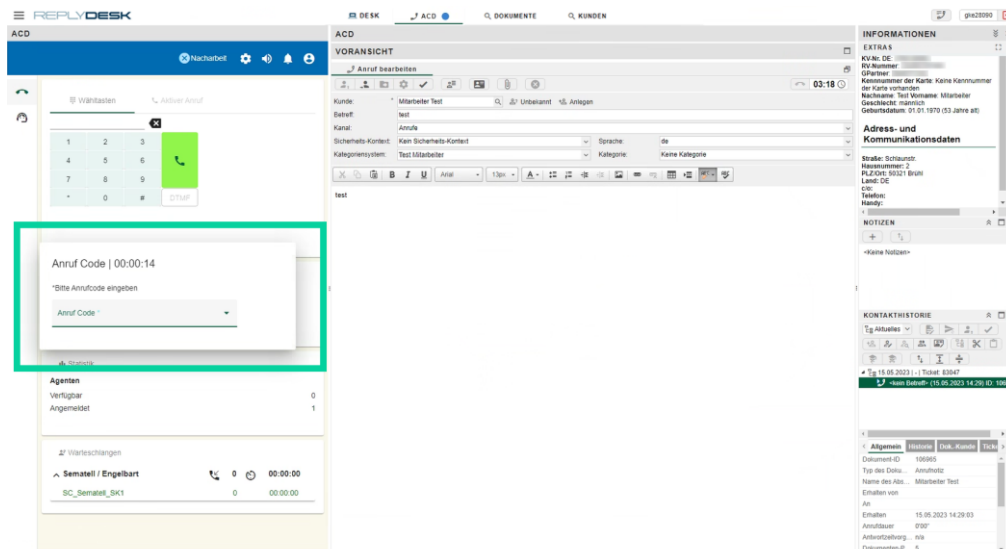 REPLYDESK
DESK
ACD
DOKUMENTE
KUNDEN
gke28090
ACD
Nacharbeit
Wähltasten
Aktiver Anruf
1 2 3
4 5 6
7 8 9
* 0 # DTMF
Anruf Code | 00:00:14
*Bitte Anrufcode eingeben
Anruf Code *
Statistik
Agenten
Verfügbar 0
Angemeldet 1
Warteschlangen
Sematell / Engelbart 0 00:00:00
SC_Sematell_SK1 0 00:00:00
ACD
VORANSICHT
Anruf bearbeiten
03:18
Kunde: * Mitarbeiter Test Unbekannt Anlegen
Betreff: test
Kanal: Anrufe
Sicherheits-Kontext: Kein Sicherheits-Kontext Sprache: de
Kategoriensystem: Test Mitarbeiter Kategorie: Keine Kategorie
B I U Arial 13px A
test
INFORMATIONEN
EXTRAS
KV-Nr. DE:
RV-Nummer:
GPartner:
Kennnummer der Karte: Keine Kennnummer
der Karte vorhanden
Nachname: Test Vorname: Mitarbeiter
Geschlecht: männlich
Geburtsdatum: 01.01.1970 (53 Jahre alt)
Adress- und
Kommunikationsdaten
Straße: Schlaunstr.
Hausnummer: 2
PLZ/Ort: 50321 Brühl
Land: DE
c/o:
Telefon:
Handy:
NOTIZEN
<Keine Notizen>
KONTAKTHISTORIE
Aktuelles
15.05.2023 | - | Ticket: 83047
<kein Betreff> (15.05.2023 14:29) ID: 106
Allgemein Historie Dok.-Kunde Ticke
Dokument-ID 106965
Typ des Doku... Anrufnotiz
Name des Abs... Mitarbeiter Test
Erhalten von
An
Erhalten 15.05.2023 14:29:03
Anrufdauer 0'00"
Antwortzeitvorg... n/a